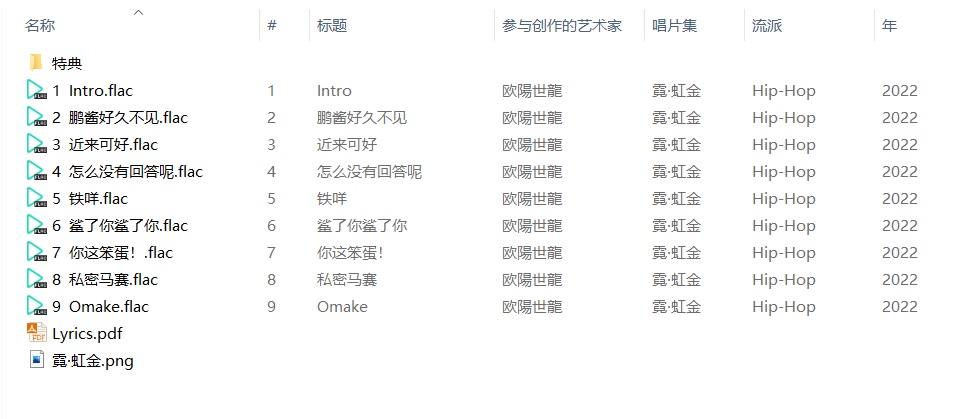 名称 # 标题 参与创作的艺术家 唱片集 流派 年
特典
1 Intro.flac 1 Intro 欧陽世龍 霓·虹金 Hip-Hop 2022
2 鹏酱好久不见.flac 2 鹏酱好久不见 欧陽世龍 霓·虹金 Hip-Hop 2022
3 近来可好.flac 3 近来可好 欧陽世龍 霓·虹金 Hip-Hop 2022
4 怎么没有回答呢.flac 4 怎么没有回答呢 欧陽世龍 霓·虹金 Hip-Hop 2022
5 铁咩.flac 5 铁咩 欧陽世龍 霓·虹金 Hip-Hop 2022
6 鲨了你鲨了你.flac 6 鲨了你鲨了你 欧陽世龍 霓·虹金 Hip-Hop 2022
7 你这笨蛋！.flac 7 你这笨蛋！ 欧陽世龍 霓·虹金 Hip-Hop 2022
8 私密马赛.flac 8 私密马赛 欧陽世龍 霓·虹金 Hip-Hop 2022
9 Omake.flac 9 Omake 欧陽世龍 霓·虹金 Hip-Hop 2022
Lyrics.pdf
霓·虹金.png